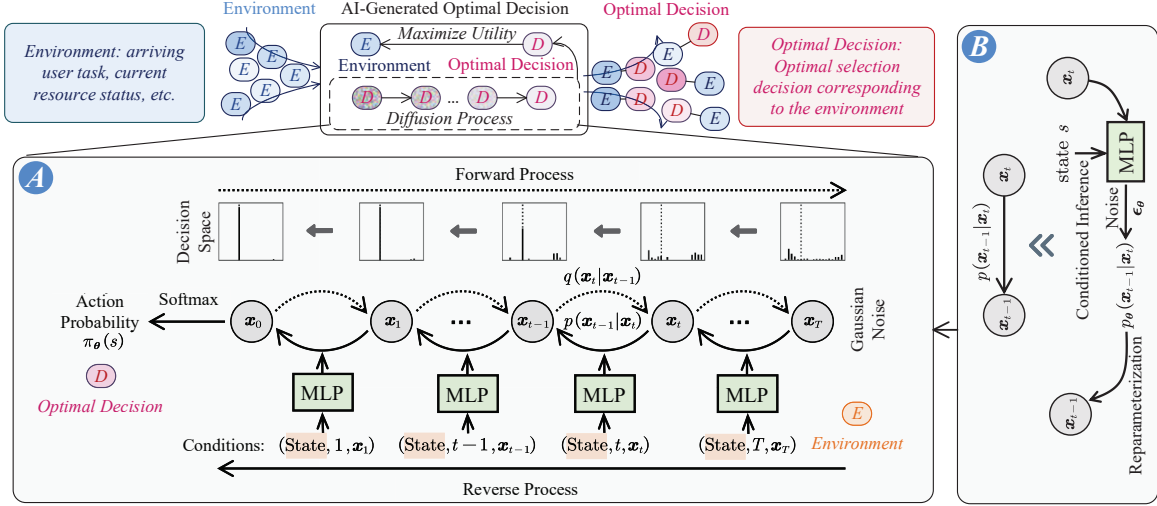 Environment
AI-Generated Optimal Decision
Optimal Decision
Environment: arriving
user task, current
resource status, etc.
E
E
E
E
E
E
E
Maximize Utility
D
Environment
Optimal Decision
D
D
...
D
D
Diffusion Process
D
E
E
D
D
E
E
D
D
E
D
E
Optimal Decision:
Optimal selection
decision corresponding
to the environment
A
Forward Process
Decision
Space
q(x_t|x_{t-1})
Action
Probability
π_θ(s)
Softmax
x_0
x_1
...
x_{t-1}
p(x_{t-1}|x_t)
x_t
...
x_T
Gaussian
Noise
D
Optimal Decision
MLP
MLP
MLP
MLP
E
Environment
Conditions:
(State, 1, x_1)
(State, t-1, x_{t-1})
(State, t, x_t)
(State, T, x_T)
Reverse Process
B
x_t
p(x_{t-1}|x_t)
x_{t-1}
«
x_t
state s
Conditioned Inference
MLP
Noise
ϵ_θ
p_θ(x_{t-1}|x_t)
Reparameterization
x_{t-1}